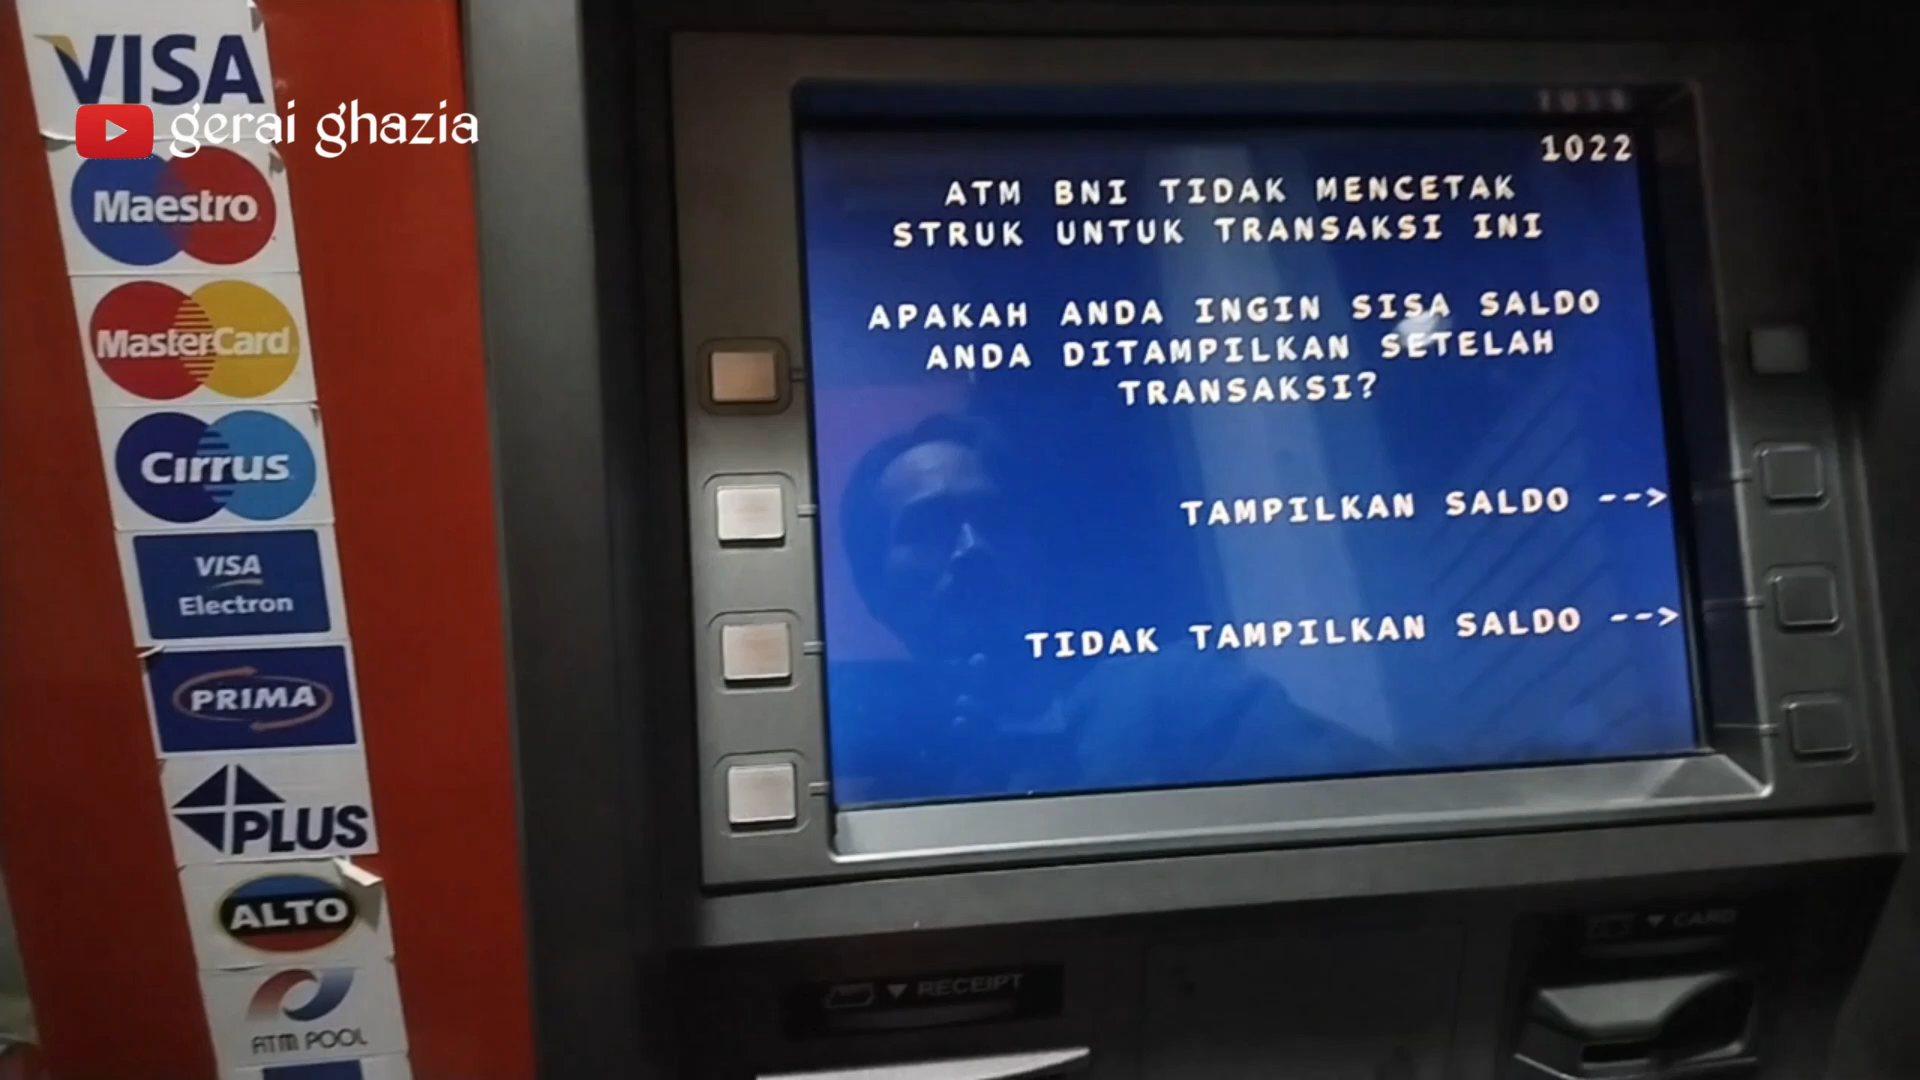 VISA
gerai ghazia
Maestro
MasterCard
Cirrus
VISA
Electron
PRIMA
PLUS
ALTO
ATM POOL
1022
ATM BNI TIDAK MENCETAK
STRUK UNTUK TRANSAKSI INI
APAKAH ANDA INGIN SISA SALDO
ANDA DITAMPILKAN SETELAH
TRANSAKSI?
TAMPILKAN SALDO -->
TIDAK TAMPILKAN SALDO -->
RECEIPT
CARD